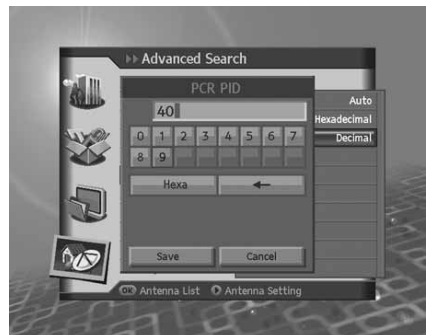 Advanced Search
PCR PID
40
Auto
Hexadecimal
Decimal
0 1 2 3 4 5 6 7
8 9
Hexa ←
Save Cancel
OK Antenna List Antenna Setting